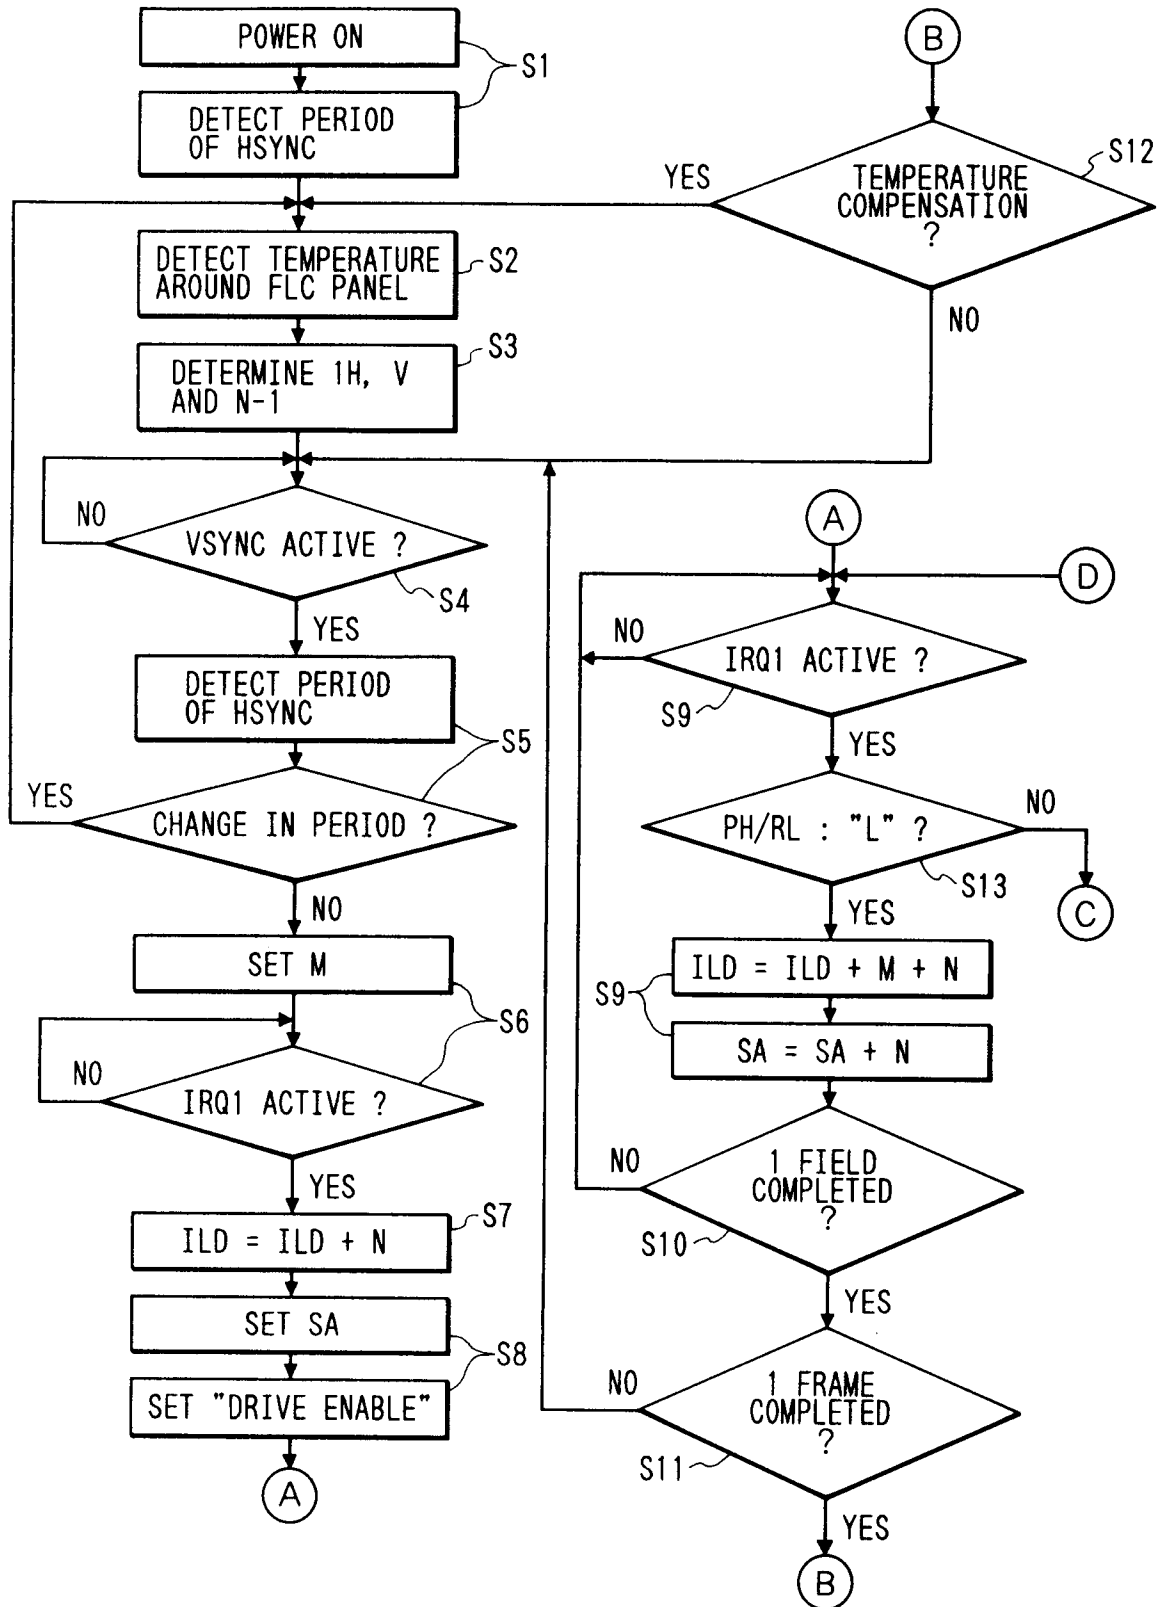 POWER ON
S1
DETECT PERIOD
OF HSYNC
DETECT TEMPERATURE
AROUND FLC PANEL
S2
DETERMINE 1H, V
AND N-1
S3
NO
VSYNC ACTIVE ?
S4
YES
DETECT PERIOD
OF HSYNC
S5
YES
CHANGE IN PERIOD ?
NO
SET M
S6
NO
IRQ1 ACTIVE ?
YES
S7
ILD = ILD + N
SET SA
S8
SET "DRIVE ENABLE"
A
B
S12
YES
TEMPERATURE
COMPENSATION
?
NO
A
D
NO
IRQ1 ACTIVE ?
S9
YES
NO
PH/RL : "L" ?
S13
C
YES
ILD = ILD + M + N
S9
SA = SA + N
NO
1 FIELD
COMPLETED
?
S10
YES
NO
1 FRAME
COMPLETED
?
S11
YES
B